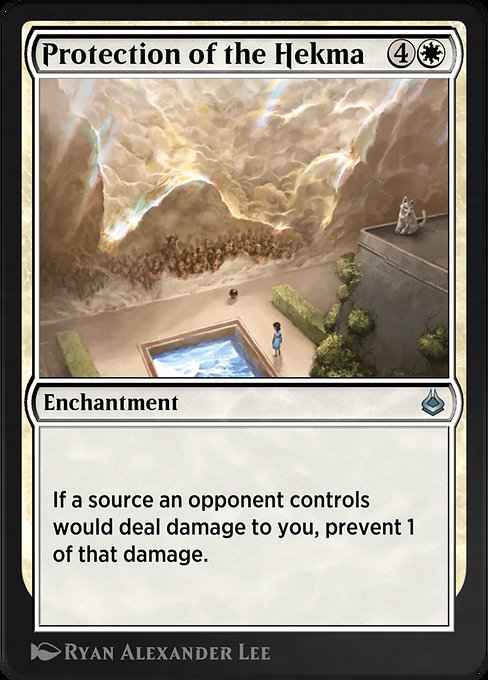 Protection of the Hekma 4
Enchantment
If a source an opponent controls
would deal damage to you, prevent 1
of that damage.
Ryan Alexander Lee